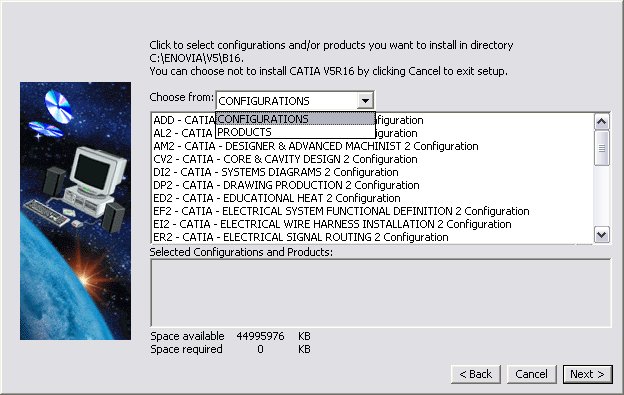 Click to select configurations and/or products you want to install in directory
C:\ENOVIA\V5\B16.
You can choose not to install CATIA V5R16 by clicking Cancel to exit setup.
Choose from: CONFIGURATIONS
CONFIGURATIONS
PRODUCTS
ADD - CATIA figuration
AL2 - CATIA figuration
AM2 - CATIA - DESIGNER & ADVANCED MACHINIST 2 Configuration
CV2 - CATIA - CORE & CAVITY DESIGN 2 Configuration
DI2 - CATIA - SYSTEMS DIAGRAMS 2 Configuration
DP2 - CATIA - DRAWING PRODUCTION 2 Configuration
ED2 - CATIA - EDUCATIONAL HEAT 2 Configuration
EF2 - CATIA - ELECTRICAL SYSTEM FUNCTIONAL DEFINITION 2 Configuration
EI2 - CATIA - ELECTRICAL WIRE HARNESS INSTALLATION 2 Configuration
ER2 - CATIA - ELECTRICAL SIGNAL ROUTING 2 Configuration
Selected Configurations and Products:
Space available 44995976 KB
Space required 0 KB
< Back Cancel Next >